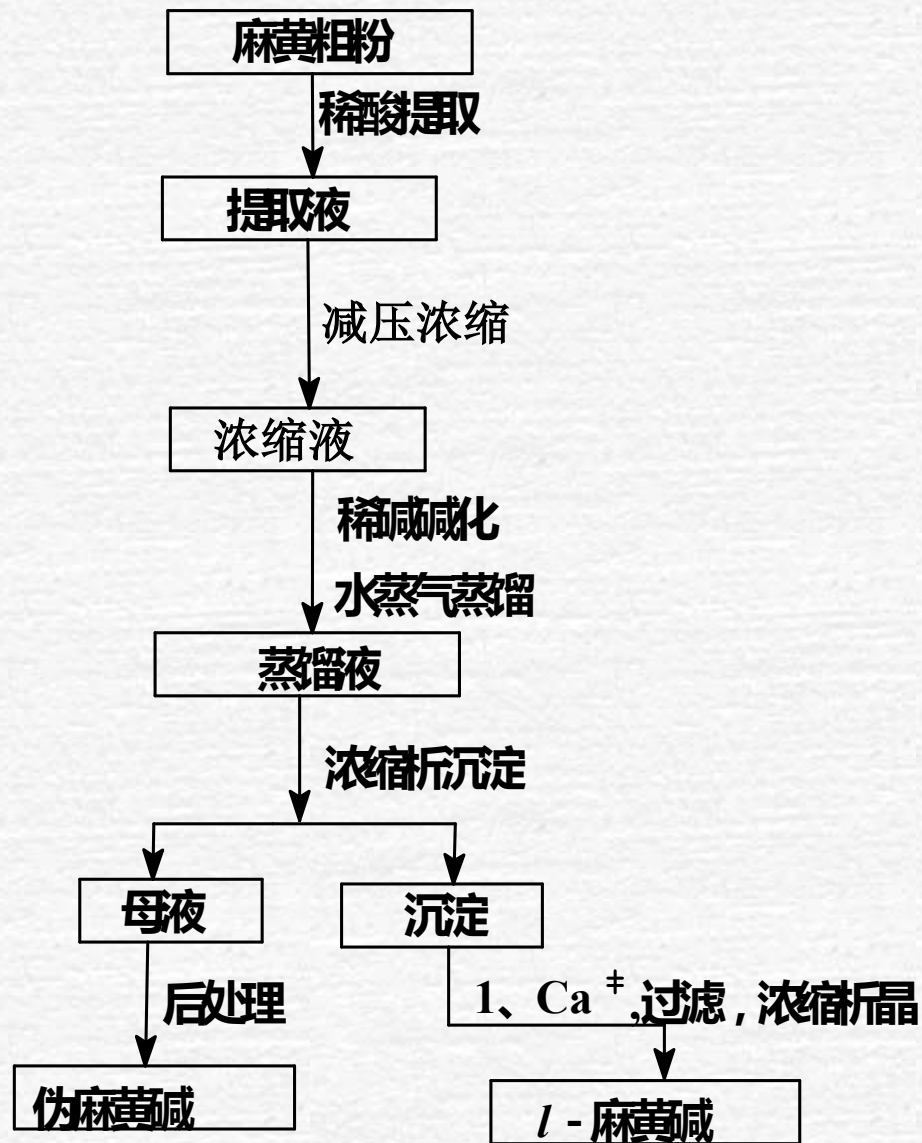 麻黄粗粉
稀酸提取
提取液
减压浓缩
浓缩液
稀碱碱化
水蒸气蒸馏
蒸馏液
浓缩析沉淀
母液
沉淀
后处理
1、Ca ⁺⁺,过滤，浓缩析晶
伪麻黄碱
l - 麻黄碱